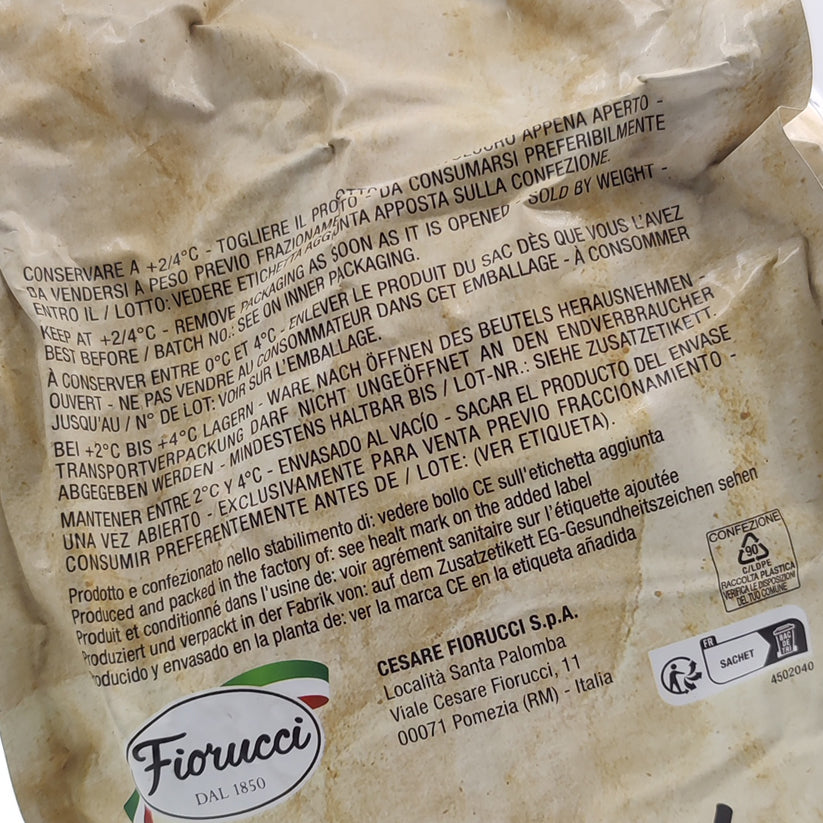 CONSERVARE A +2/4°C - TOGLIERE IL APPENA APERTO -
DA VENDERSI A PESO PREVIO FRAZIONAME DA CONSUMARSI PREFERIBILMENTE
ENTRO IL / LOTTO: VEDERE ETICHETTA AGGIUNTA APPOSTA SULLA CONFEZIONE.
KEEP AT +2/4°C - REMOVE PACKAGING AS SOON AS IT IS OPENED - SOLD BY WEIGHT -
BEST BEFORE / BATCH NO.: SEE ON INNER PACKAGING.
À CONSERVER ENTRE 0°C ET 4°C - ENLEVER LE PRODUIT DU SAC DÈS QUE VOUS L'AVEZ
OUVERT - NE PAS VENDRE AU CONSOMMATEUR DANS CET EMBALLAGE - À CONSOMMER
JUSQU'AU / N° DE LOT: VOIR SUR L'EMBALLAGE.
BEI +2°C BIS +4°C LAGERN - WARE NACH ÖFFNEN DES BEUTELS HERAUSNEHMEN -
TRANSPORTVERPACKUNG DARF NICHT UNGEÖFFNET AN DEN ENDVERBRAUCHER
ABGEGEBEN WERDEN - MINDESTENS HALTBAR BIS / LOT-NR.: SIEHE ZUSATZETIKETT.
MANTENER ENTRE 2°C Y 4°C - ENVASADO AL VACÍO - SACAR EL PRODUCTO DEL ENVASE
UNA VEZ ABIERTO - EXCLUSIVAMENTE PARA VENTA PREVIO FRACCIONAMIENTO -
CONSUMIR PREFERENTEMENTE ANTES DE / LOTE: (VER ETIQUETA).
Prodotto e confezionato nello stabilimento di: vedere bollo CE sull'etichetta aggiunta
Produced and packed in the factory of: see healt mark on the added label
Produit et conditionné dans l'usine de: voir agrément sanitaire sur l'étiquette ajoutée
Produziert und verpackt in der Fabrik von: auf dem Zusatzetikett EG-Gesundheitszeichen sehen
oducido y envasado en la planta de: ver la marca CE en la etiqueta añadida
CONFEZIONE
90
C/LDPE
RACCOLTA PLASTICA
VERIFICA LE DISPOSIZIONI
DEL TUO COMUNE
CESARE FIORUCCI S.p.A.
Località Santa Palomba
Viale Cesare Fiorucci, 11
00071 Pomezia (RM) - Italia
FR
SACHET
BAC
DE
TRI
4502040
Fiorucci
DAL 1850